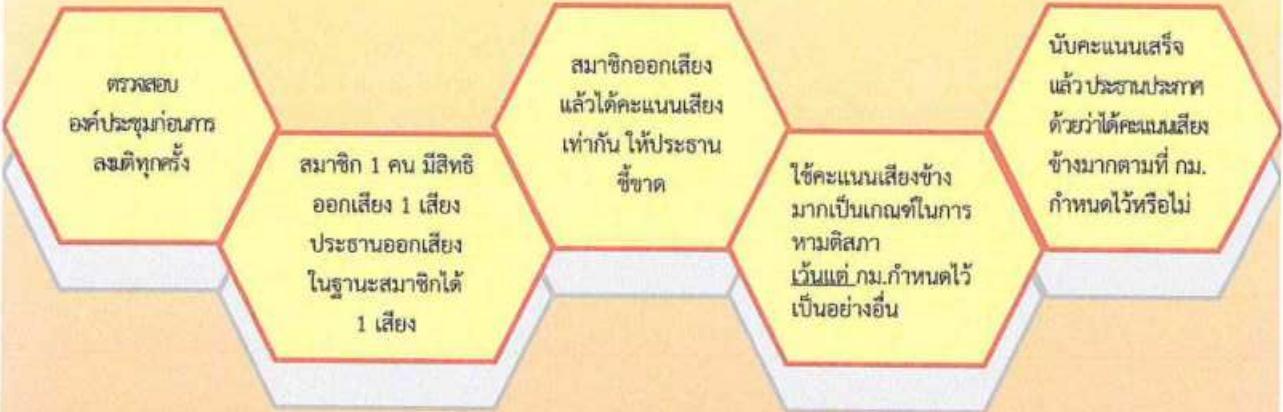 ตรวจสอบ
องค์ประชุมก่อนการ
ลงมติทุกครั้ง
สมาชิก 1 คน มีสิทธิ
ออกเสียง 1 เสียง
ประธานออกเสียง
ในฐานะสมาชิกได้
1 เสียง
สมาชิกออกเสียง
แล้วได้คะแนนเสียง
เท่ากัน ให้ประธาน
ชี้ขาด
ใช้คะแนนเสียงข้าง
มากเป็นเกณฑ์ในการ
หามติสภา
เว้นแต่ กม.กำหนดไว้
เป็นอย่างอื่น
นับคะแนนเสร็จ
แล้ว ประธานประกาศ
ด้วยว่าได้คะแนนเสียง
ข้างมากตามที่ กม.
กำหนดไว้หรือไม่